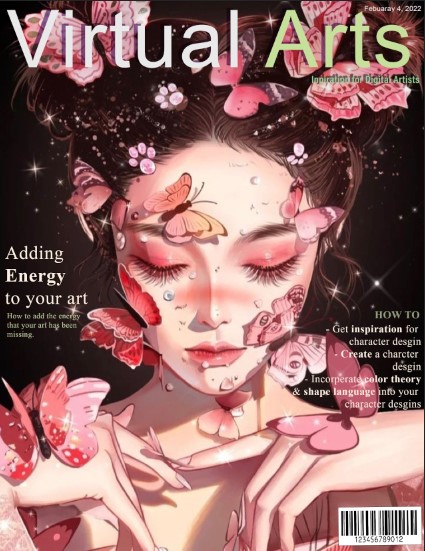 Febuaray 4, 2022
Virtual Arts
Inpiration for Digital Artists
Adding
Energy
to your art
How to add the energy
that your art has been
missing.
HOW TO
- Get inspiration for
character desgin
- Create a charcter
desgin
- Incorperate color theory
& shape language into your
character desgins
123456789012